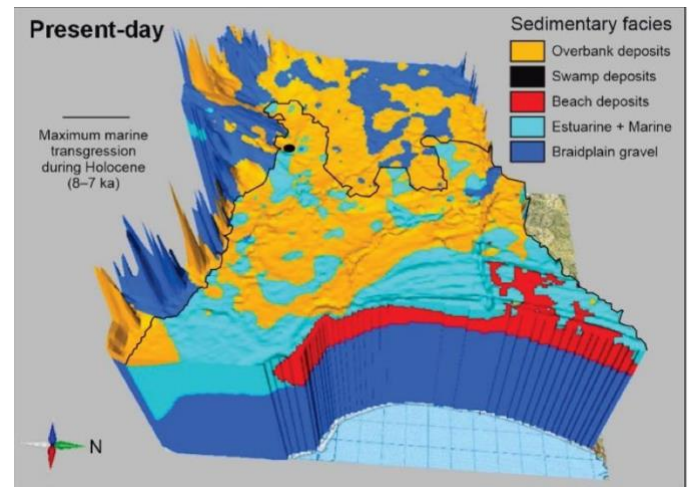 Present-day
Maximum marine
transgression
during Holocene
(8–7 ka)
Sedimentary facies
Overbank deposits
Swamp deposits
Beach deposits
Estuarine + Marine
Braidplain gravel
N